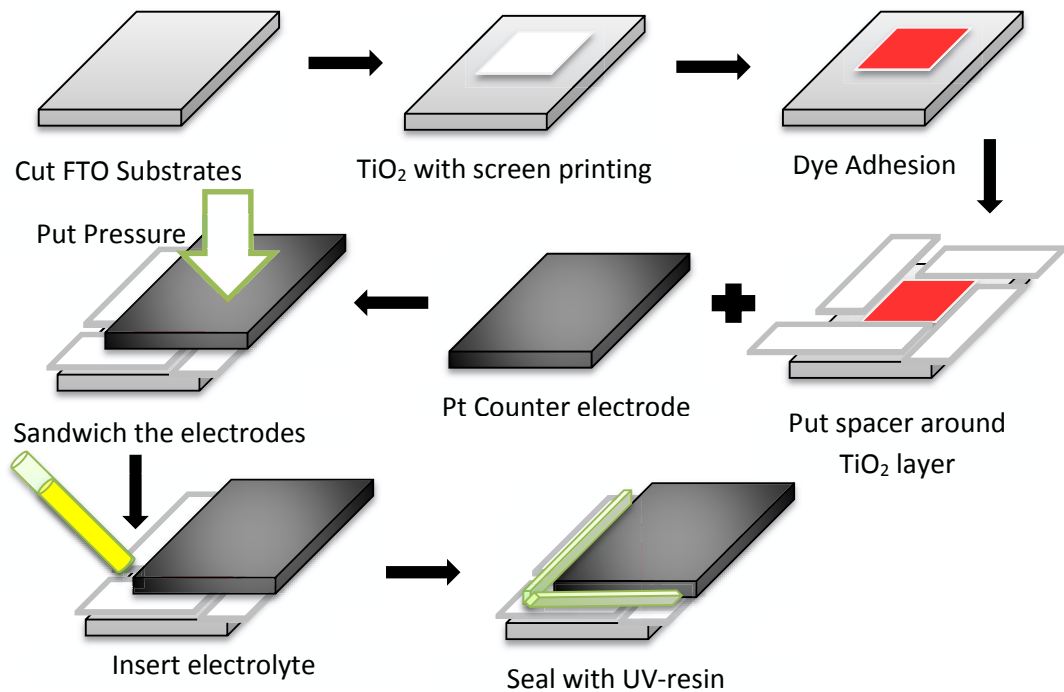 Cut FTO Substrates
TiO₂ with screen printing
Dye Adhesion
Put Pressure
Sandwich the electrodes
Pt Counter electrode
Put spacer around
TiO₂ layer
Insert electrolyte
Seal with UV-resin